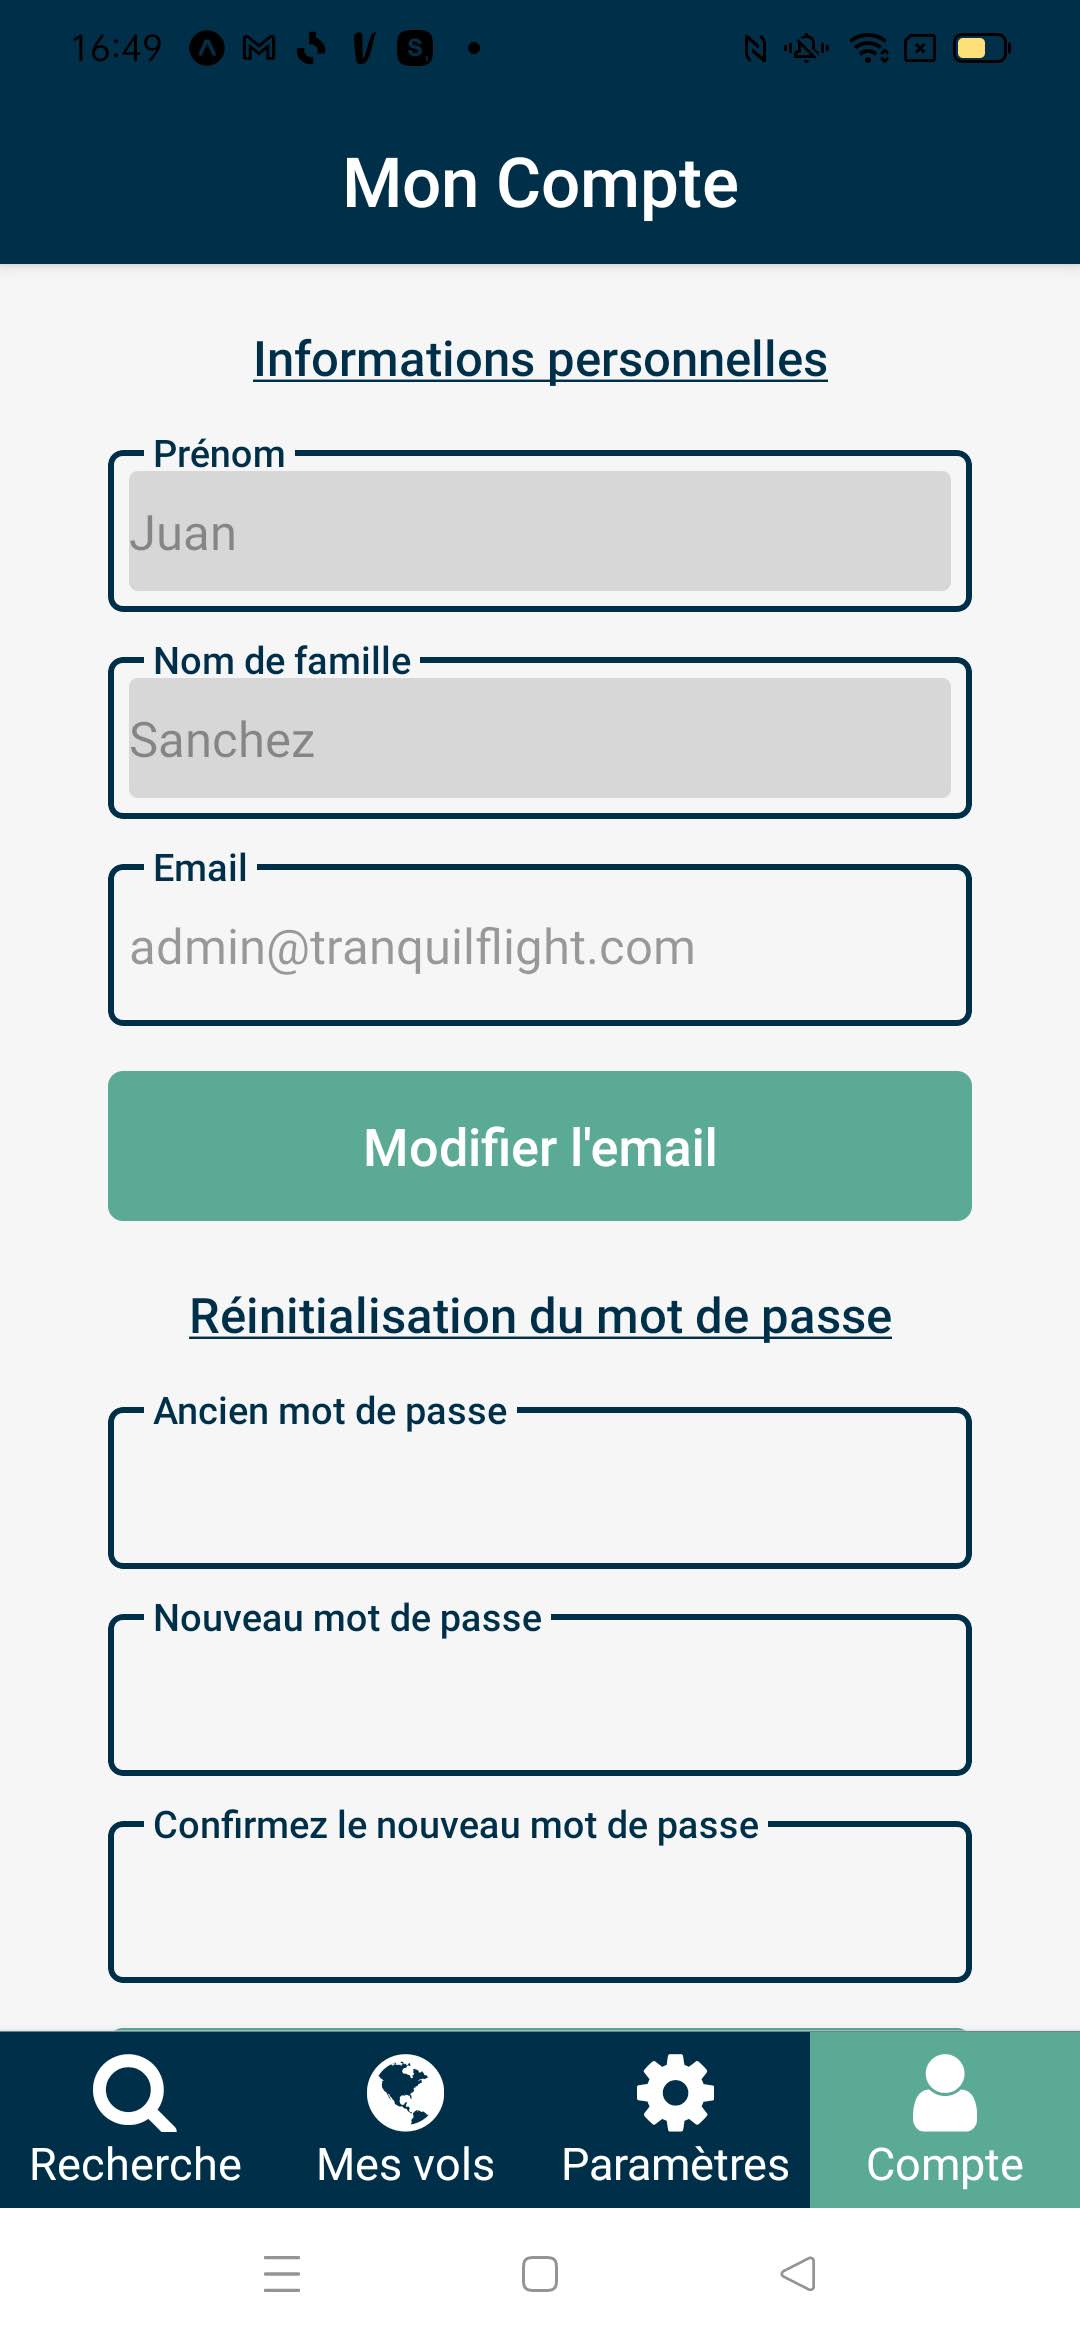 16:49
Mon Compte
Informations personnelles
Prénom
Juan
Nom de famille
Sanchez
Email
admin@tranquilflight.com
Modifier l'email
Réinitialisation du mot de passe
Ancien mot de passe
Nouveau mot de passe
Confirmez le nouveau mot de passe
Recherche
Mes vols
Paramètres
Compte